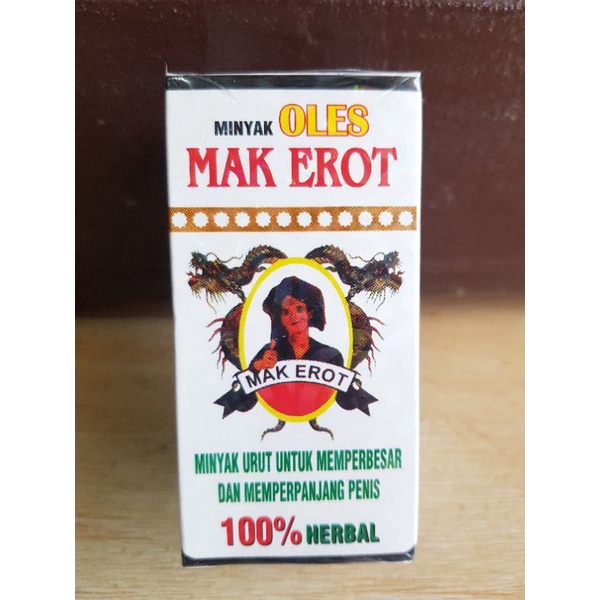 MINYAK OLES
MAK EROT
MAK EROT
MINYAK URUT UNTUK MEMPERBESAR
DAN MEMPERPANJANG PENIS
100% HERBAL